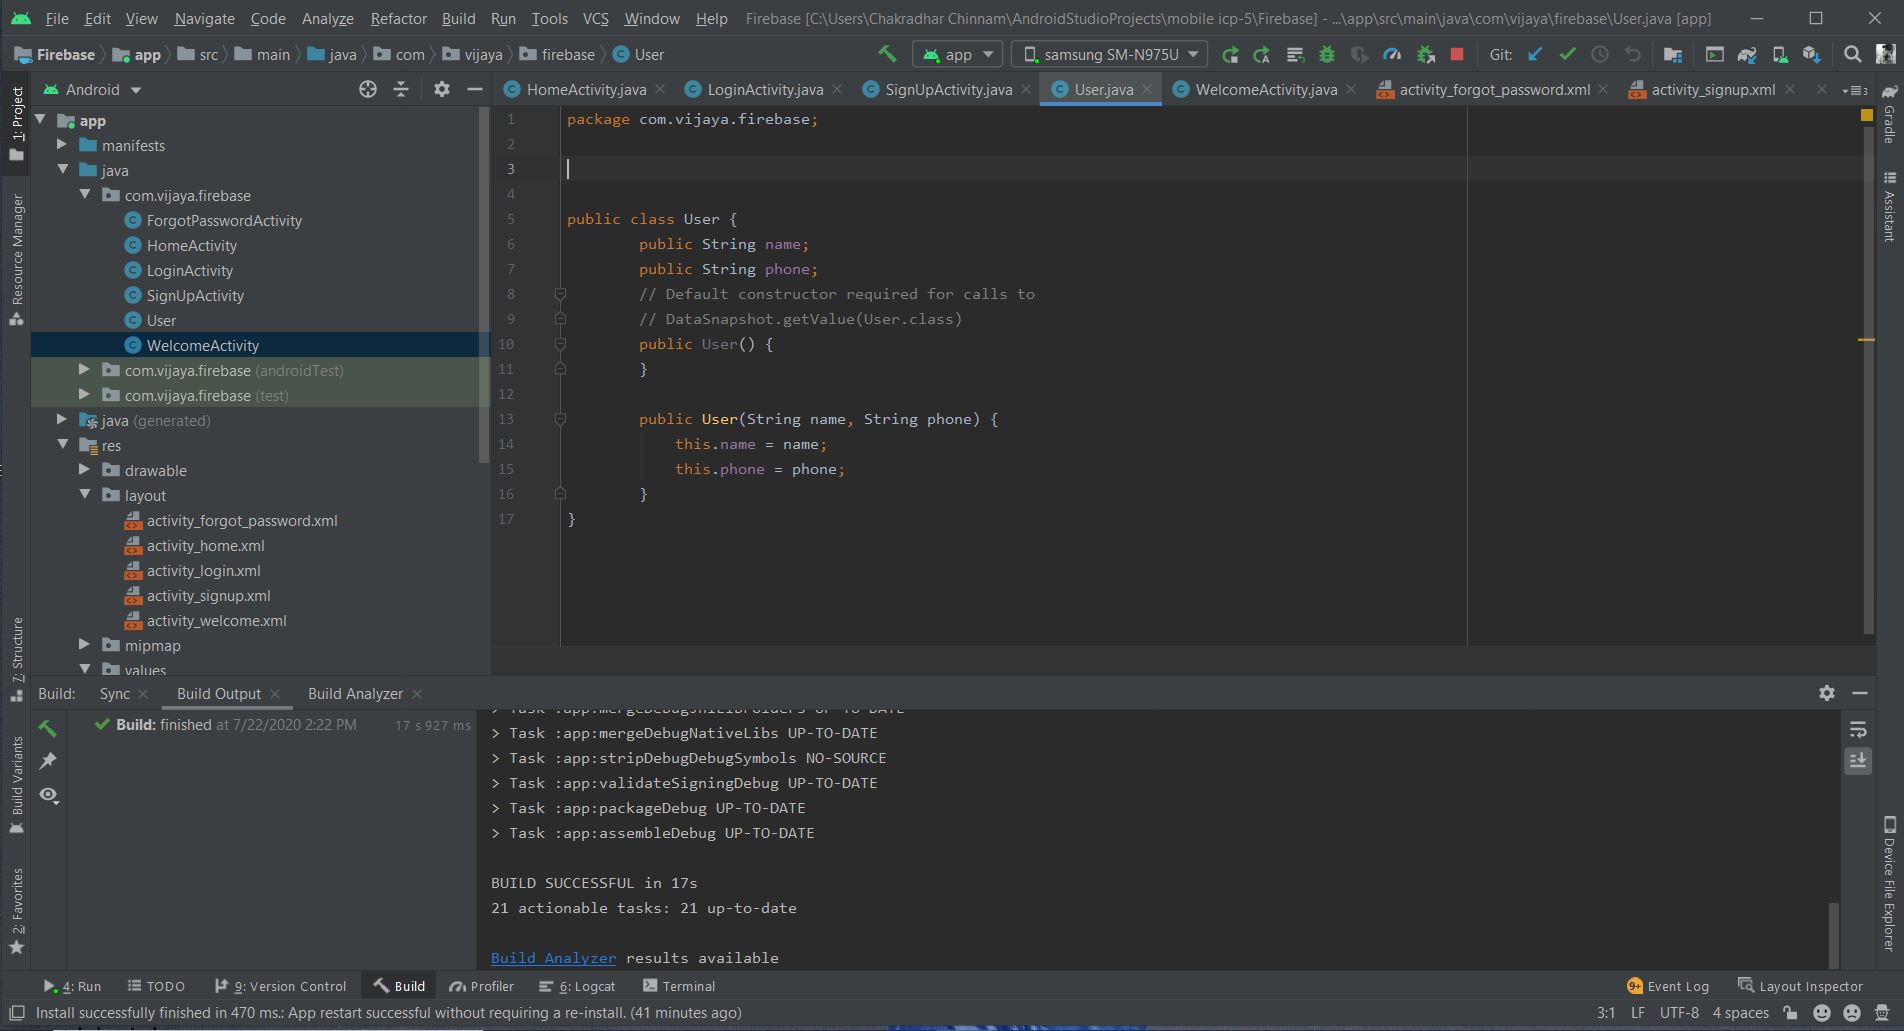 File Edit View Navigate Code Analyze Refactor Build Run Tools VCS Window Help Firebase [C:\Users\Chakradhar Chinnam\AndroidStudioProjects\mobile icp-5\Firebase] - ...\app\src\main\java\com\vijaya\firebase\User.java [app]
Firebase app src main java com vijaya firebase User app samsung SM-N975U Git:
Android
HomeActivity.java LoginActivity.java SignUpActivity.java User.java WelcomeActivity.java activity_forgot_password.xml activity_signup.xml 3
1: Project
Resource Manager
7: Structure
Build Variants
2: Favorites
app
manifests
java
com.vijaya.firebase
ForgotPasswordActivity
HomeActivity
LoginActivity
SignUpActivity
User
WelcomeActivity
com.vijaya.firebase (androidTest)
com.vijaya.firebase (test)
java (generated)
res
drawable
layout
activity_forgot_password.xml
activity_home.xml
activity_login.xml
activity_signup.xml
activity_welcome.xml
mipmap
values
1 package com.vijaya.firebase;
2
3
4
5 public class User {
6 public String name;
7 public String phone;
8 // Default constructor required for calls to
9 // DataSnapshot.getValue(User.class)
10 public User() {
11 }
12
13 public User(String name, String phone) {
14 this.name = name;
15 this.phone = phone;
16 }
17 }
Gradle
Assistant
Device File Explorer
Build: Sync Build Output Build Analyzer
Build: finished at 7/22/2020 2:22 PM 17 s 927 ms
> Task :app:mergeDebugJniLibFolders UP-TO-DATE
> Task :app:mergeDebugNativeLibs UP-TO-DATE
> Task :app:stripDebugDebugSymbols NO-SOURCE
> Task :app:validateSigningDebug UP-TO-DATE
> Task :app:packageDebug UP-TO-DATE
> Task :app:assembleDebug UP-TO-DATE
BUILD SUCCESSFUL in 17s
21 actionable tasks: 21 up-to-date
Build Analyzer results available
4: Run TODO 9: Version Control Build Profiler 6: Logcat Terminal 9+ Event Log Layout Inspector
Install successfully finished in 470 ms.: App restart successful without requiring a re-install. (41 minutes ago) 3:1 LF UTF-8 4 spaces